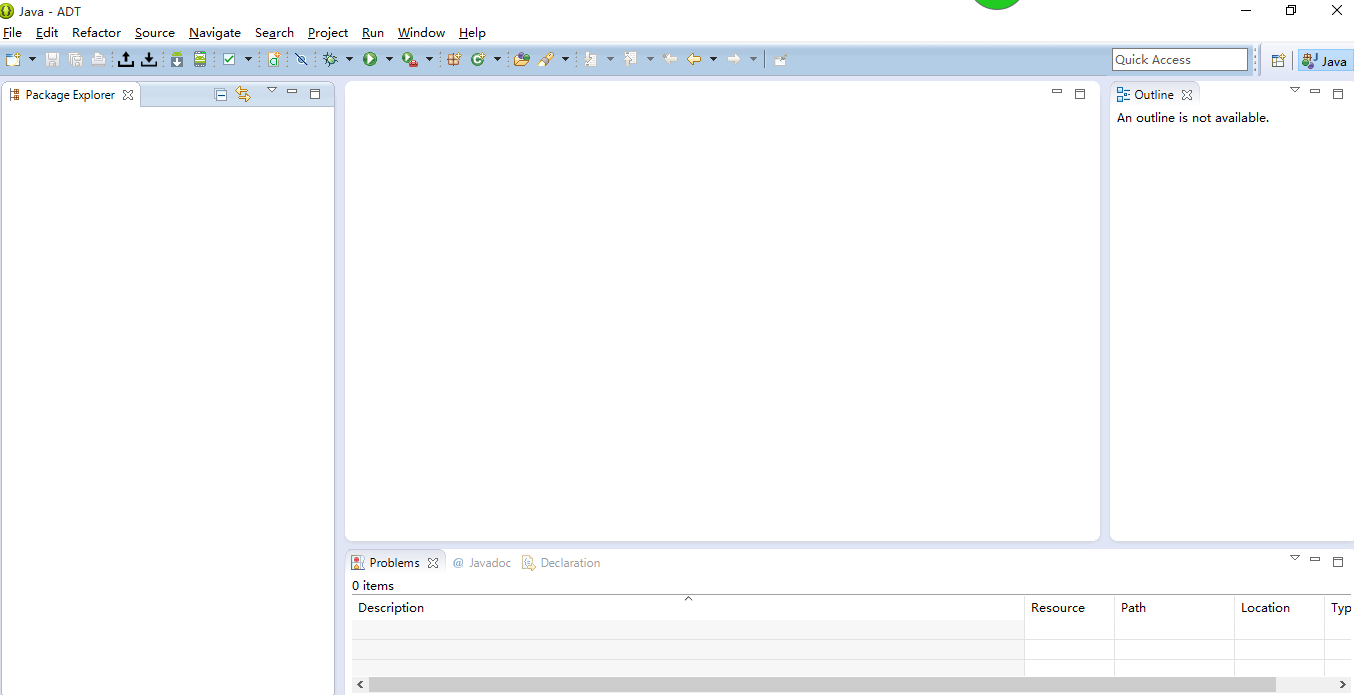 Java - ADT
File Edit Refactor Source Navigate Search Project Run Window Help
Quick Access
Java
Package Explorer
Outline
An outline is not available.
Problems @ Javadoc Declaration
0 items
Description Resource Path Location Typ